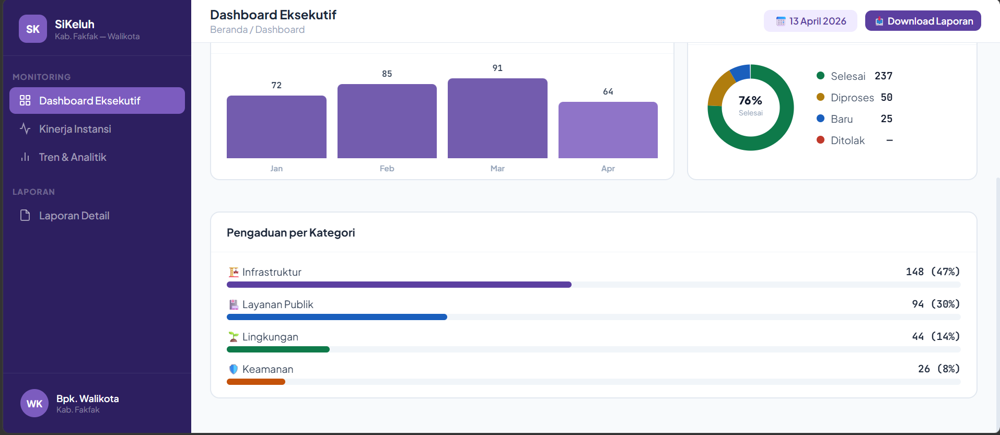 SK
SiKeluh
Kab. Fakfak — Walikota
MONITORING
Dashboard Eksekutif
Kinerja Instansi
Tren & Analitik
LAPORAN
Laporan Detail
WK
Bpk. Walikota
Kab. Fakfak
Dashboard Eksekutif
Beranda / Dashboard
13 April 2026
Download Laporan
72
85
91
64
Jan
Feb
Mar
Apr
76%
Selesai
Selesai 237
Diproses 50
Baru 25
Ditolak –
Pengaduan per Kategori
Infrastruktur 148 (47%)
Layanan Publik 94 (30%)
Lingkungan 44 (14%)
Keamanan 26 (8%)